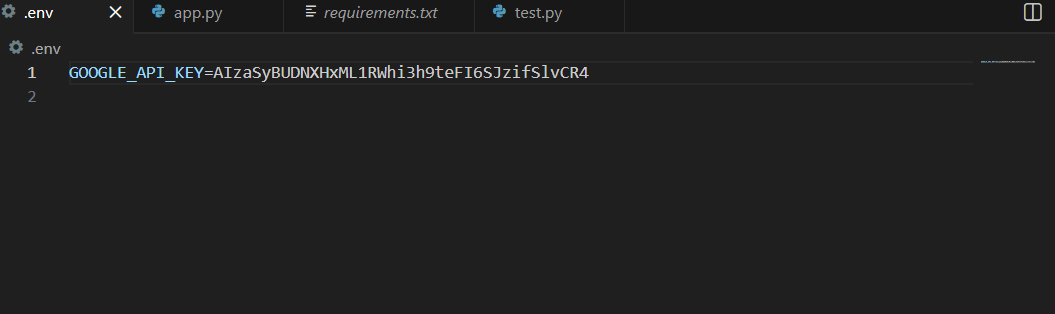 .env
app.py
requirements.txt
test.py
.env
1 GOOGLE_API_KEY=AIzaSyBUDNXHxML1RWhi3h9teFI6SJzifSlvCR4
2